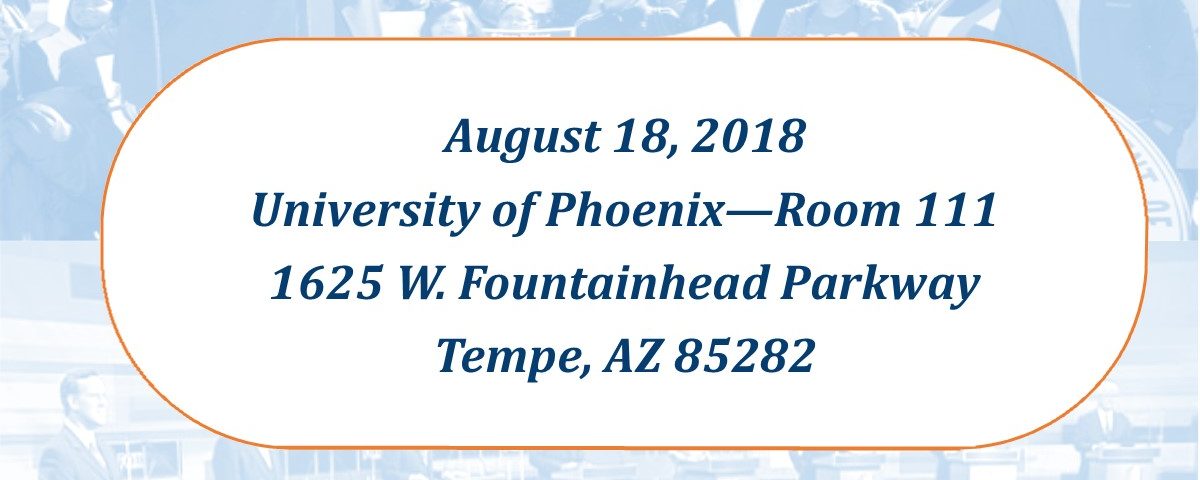 August 18, 2018
University of Phoenix—Room 111
1625 W. Fountainhead Parkway
Tempe, AZ 85282